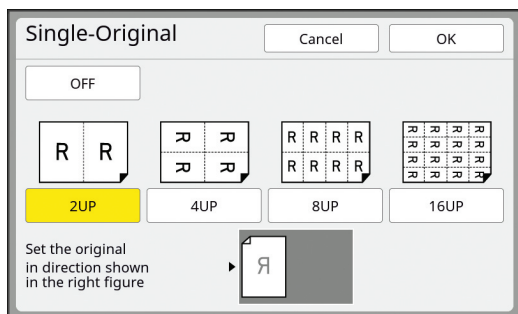 Single-Original
Cancel
OK
OFF
R R
R R
R R
R R R R
R R R R
R R R R
R R R R
R R R R
R R R R
2UP
4UP
8UP
16UP
Set the original
in direction shown
in the right figure
R